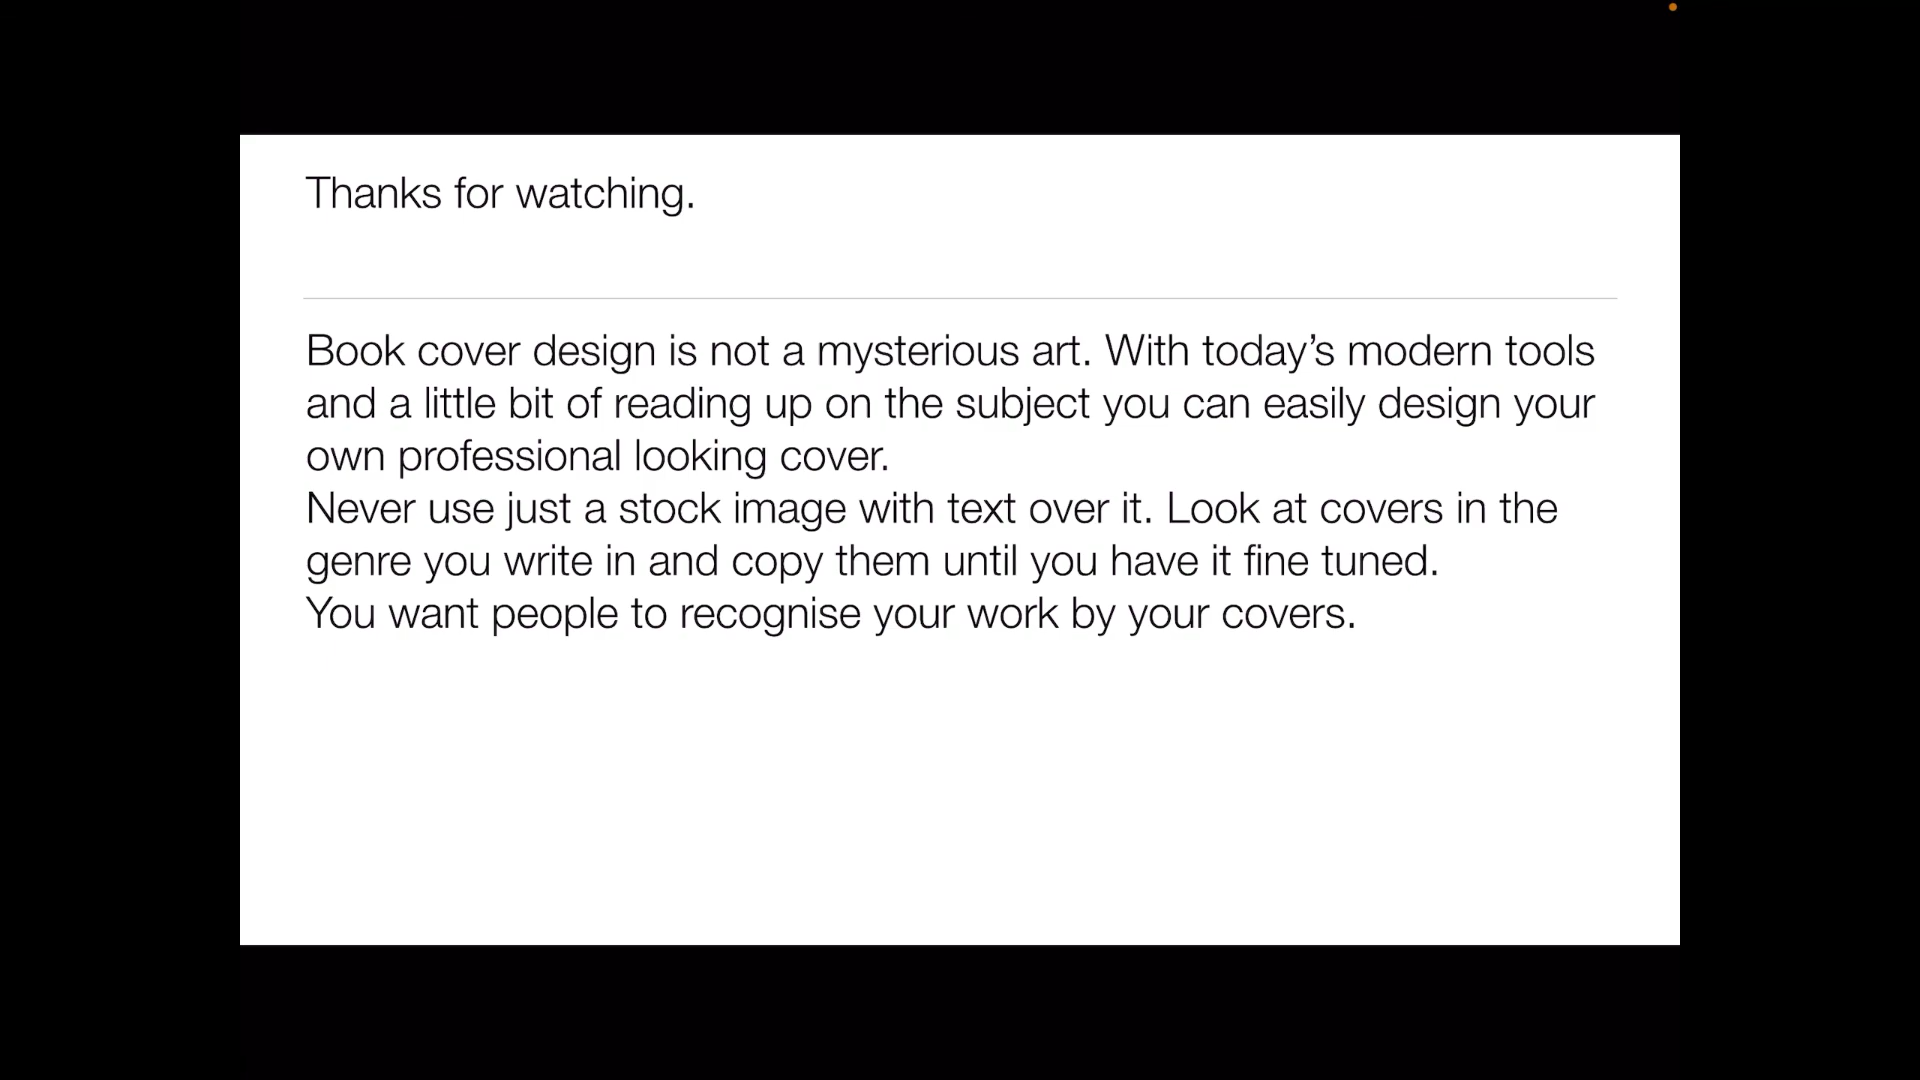 Thanks for watching.
Book cover design is not a mysterious art. With today’s modern tools
and a little bit of reading up on the subject you can easily design your
own professional looking cover.
Never use just a stock image with text over it. Look at covers in the
genre you write in and copy them until you have it fine tuned.
You want people to recognise your work by your covers.